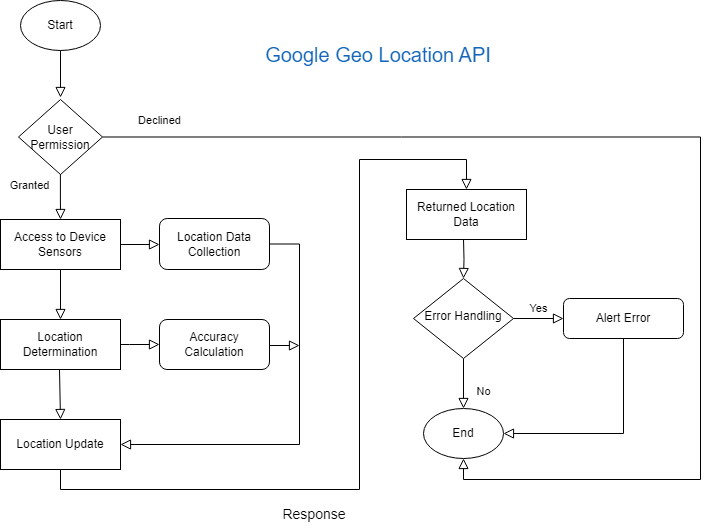 Start
Google Geo Location API
Declined
User
Permission
Granted
Access to Device
Sensors
Location Data
Collection
Returned Location
Data
Location
Determination
Accuracy
Calculation
Error Handling
Yes
Alert Error
No
Location Update
End
Response